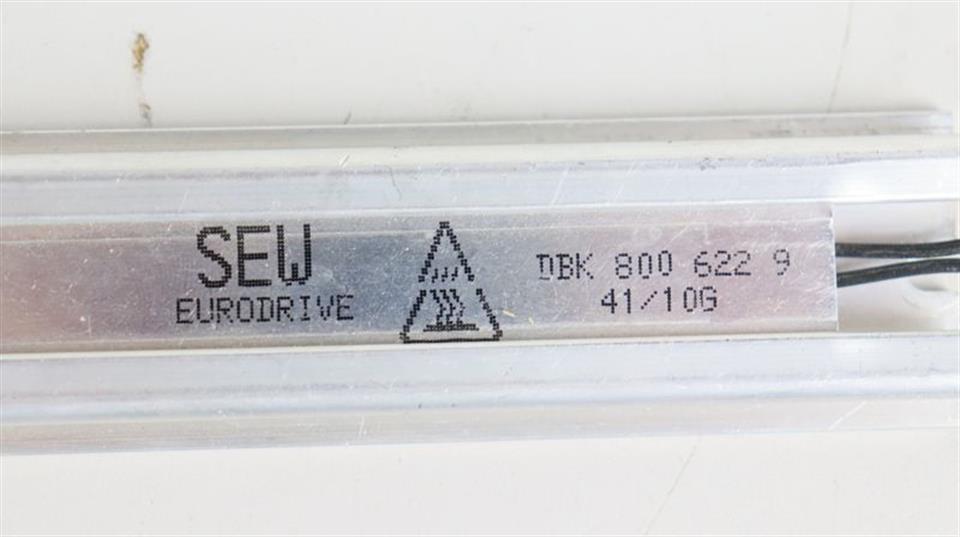 SEW
EURODRIVE
DBK 800 622 9
41/10G